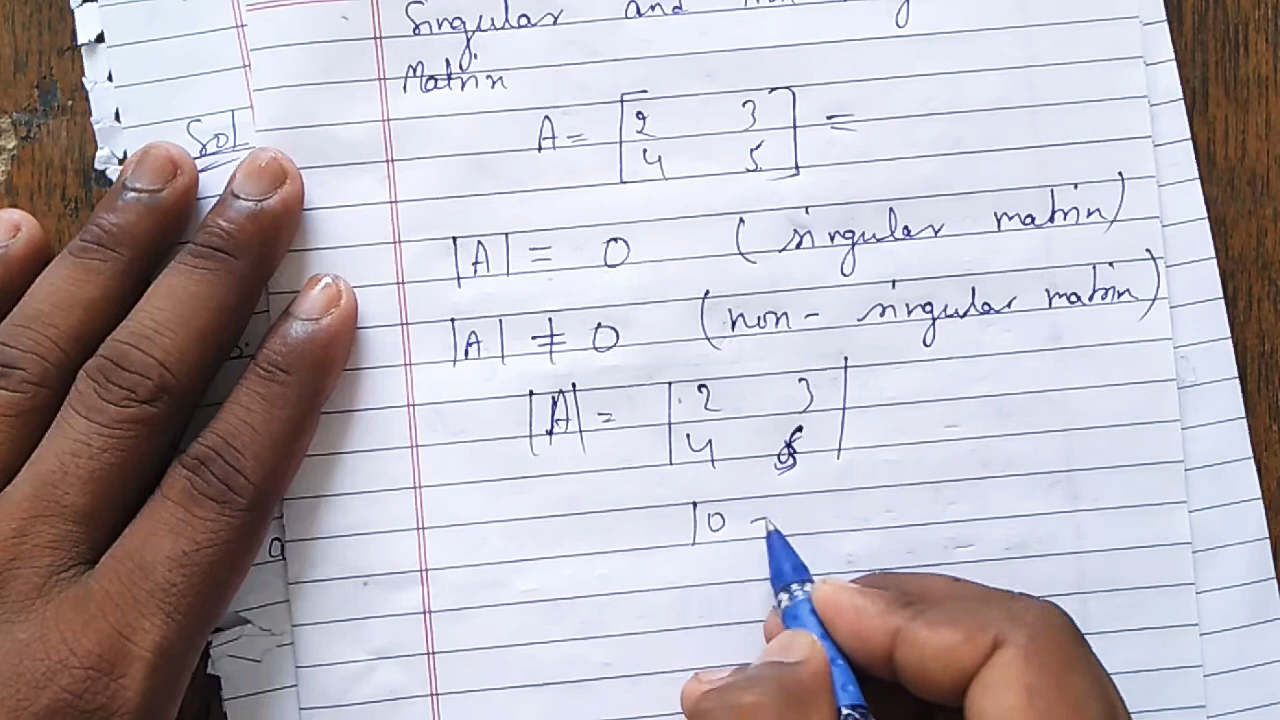 Singular and
Matrix
Sol
A = [2 3
4 5] =
|A| = 0 (singular matrix)
|A| ≠ 0 (non-singular matrix)
|A| = |2 3
4 5|
10 -